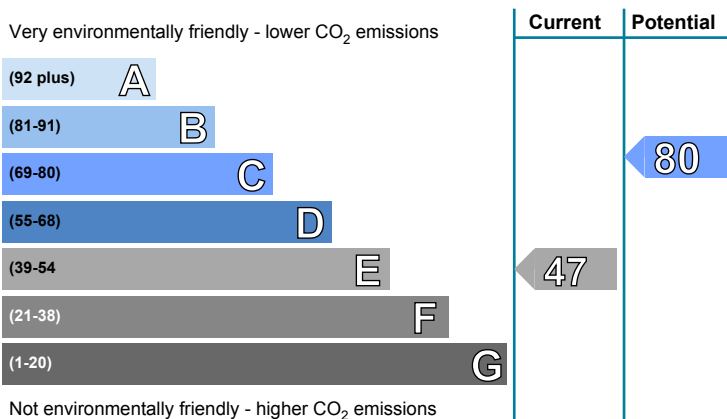 Current Potential
Very environmentally friendly - lower CO2 emissions
(92 plus) A
(81-91) B
(69-80) C 80
(55-68) D
(39-54 E 47
(21-38) F
(1-20) G
Not environmentally friendly - higher CO2 emissions